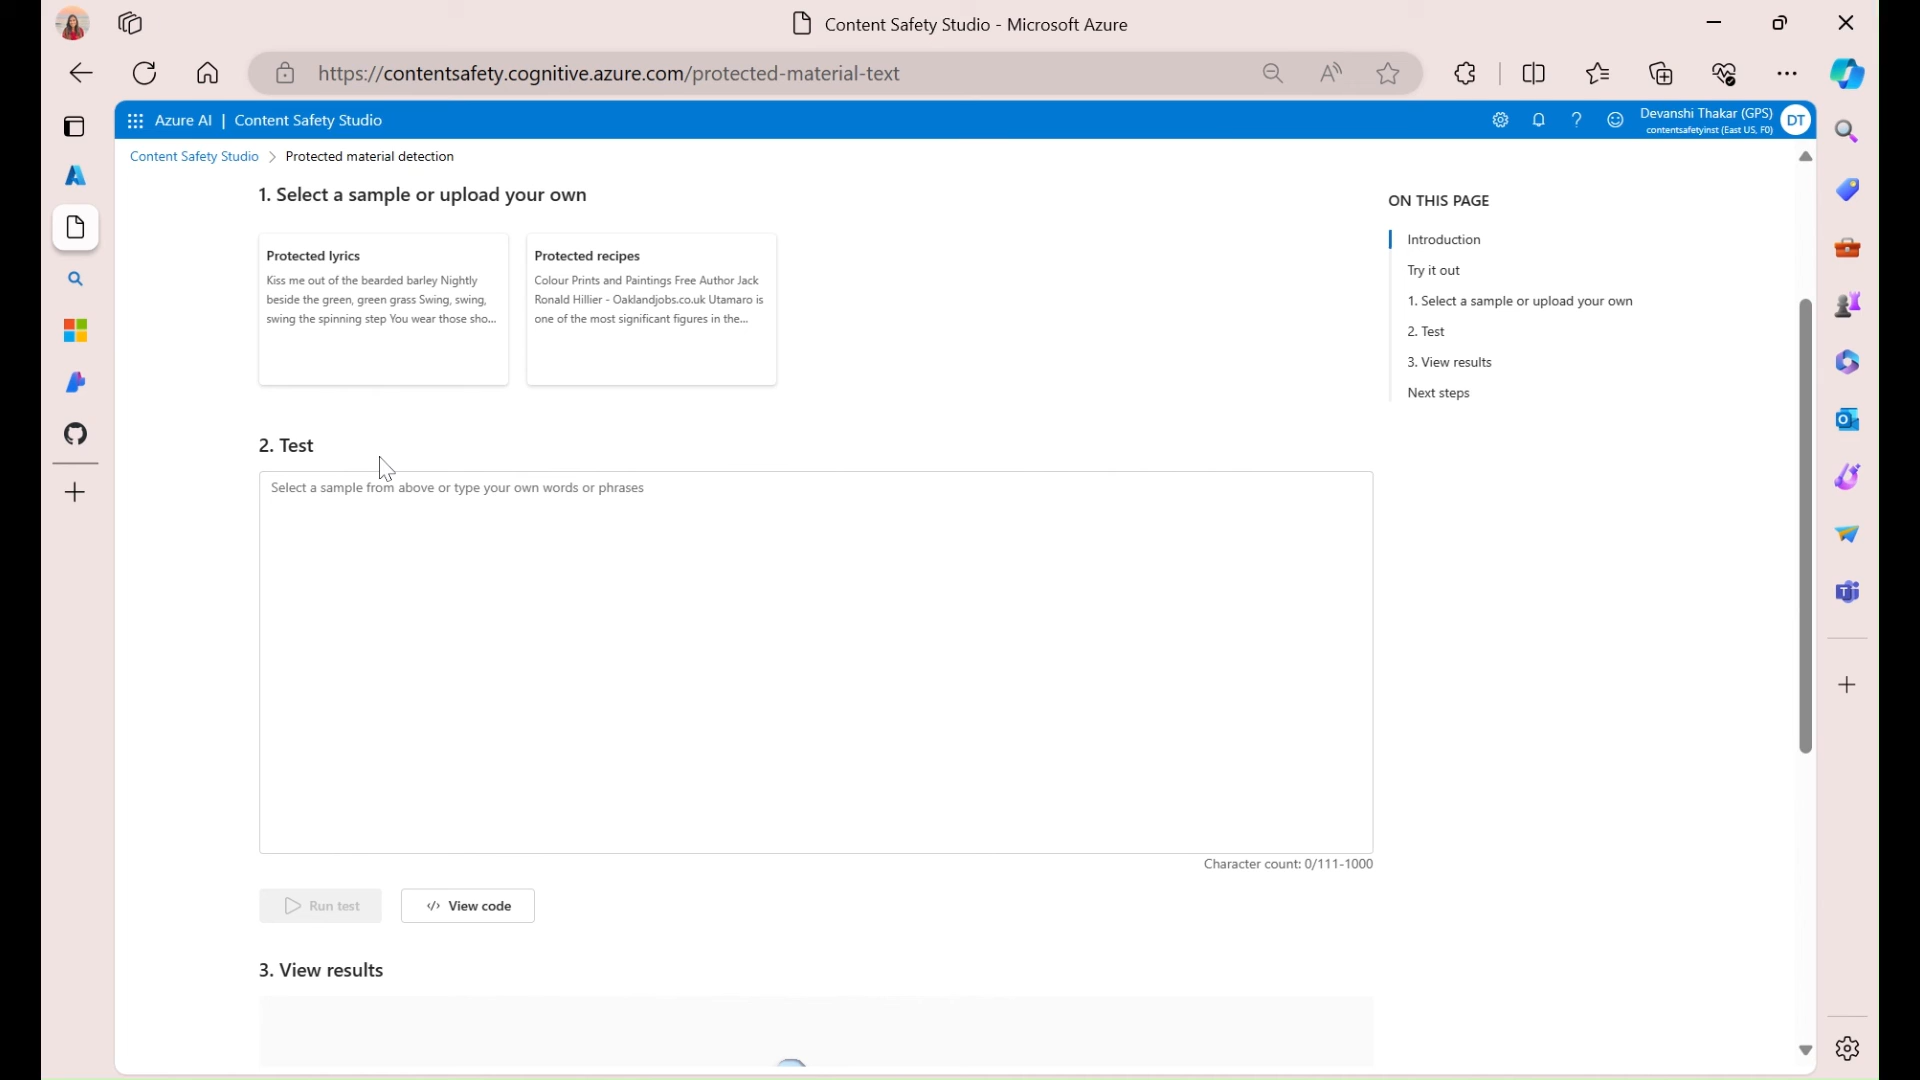 Content Safety Studio - Microsoft Azure
https://contentsafety.cognitive.azure.com/protected-material-text
Azure AI | Content Safety Studio
Devanshi Thakar (GPS)
contentsafetyinst (East US, F0)
DT
Content Safety Studio > Protected material detection
1. Select a sample or upload your own
Protected lyrics
Kiss me out of the bearded barley Nightly
beside the green, green grass Swing, swing,
swing the spinning step You wear those sho...
Protected recipes
Colour Prints and Paintings Free Author Jack
Ronald Hillier - Oaklandjobs.co.uk Utamaro is
one of the most significant figures in the...
ON THIS PAGE
Introduction
Try it out
1. Select a sample or upload your own
2. Test
3. View results
Next steps
2. Test
Select a sample from above or type your own words or phrases
Character count: 0/111-1000
Run test
</> View code
3. View results